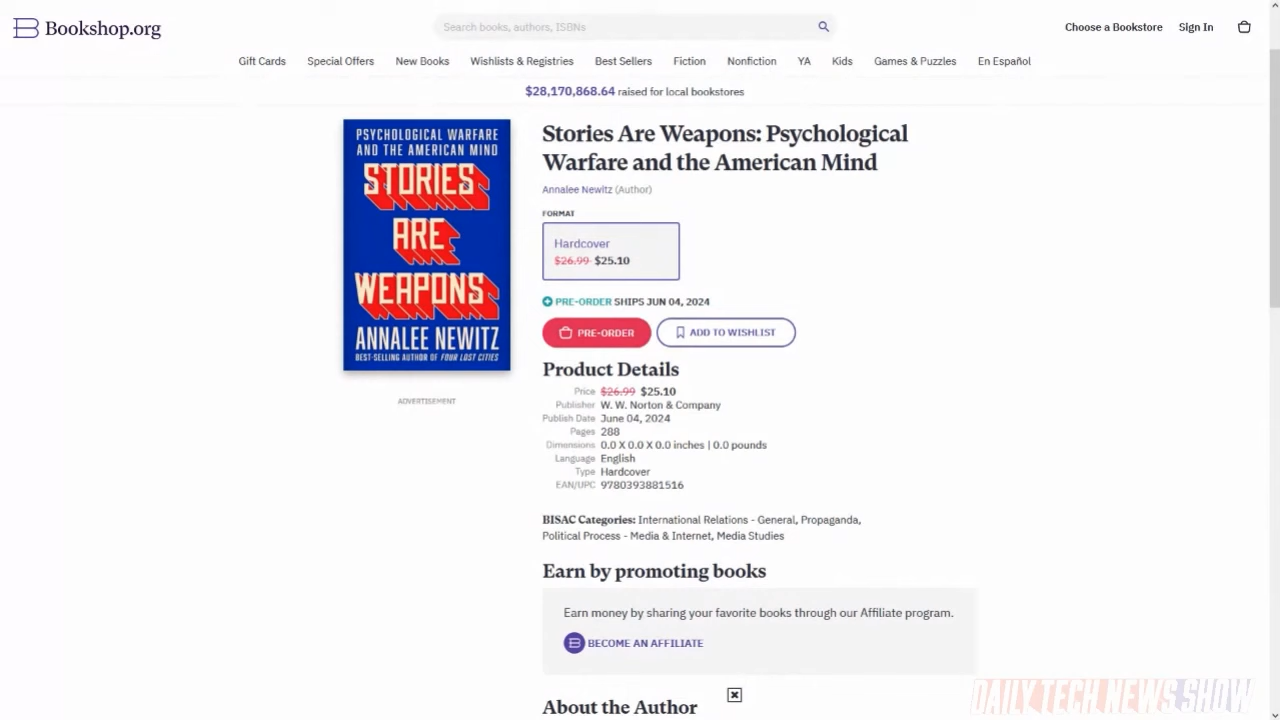 Bookshop.org
Search books, authors, ISBNs
Choose a Bookstore
Sign In
Gift Cards
Special Offers
New Books
Wishlists & Registries
Best Sellers
Fiction
Nonfiction
YA
Kids
Games & Puzzles
En Español
$28,170,868.64 raised for local bookstores
PSYCHOLOGICAL WARFARE
AND THE AMERICAN MIND
STORIES
ARE
WEAPONS
ANNALEE NEWITZ
BEST-SELLING AUTHOR OF FOUR LOST CITIES
ADVERTISEMENT
Stories Are Weapons: Psychological
Warfare and the American Mind
Annalee Newitz (Author)
FORMAT
Hardcover
$26.99 $25.10
PRE-ORDER SHIPS JUN 04, 2024
PRE-ORDER
ADD TO WISHLIST
Product Details
Price $26.99 $25.10
Publisher W. W. Norton & Company
Publish Date June 04, 2024
Pages 288
Dimensions 0.0 X 0.0 X 0.0 inches | 0.0 pounds
Language English
Type Hardcover
EAN/UPC 9780393881516
BISAC Categories: International Relations - General, Propaganda,
Political Process - Media & Internet, Media Studies
Earn by promoting books
Earn money by sharing your favorite books through our Affiliate program.
BECOME AN AFFILIATE
About the Author
DAILY TECH NEWS SHOW